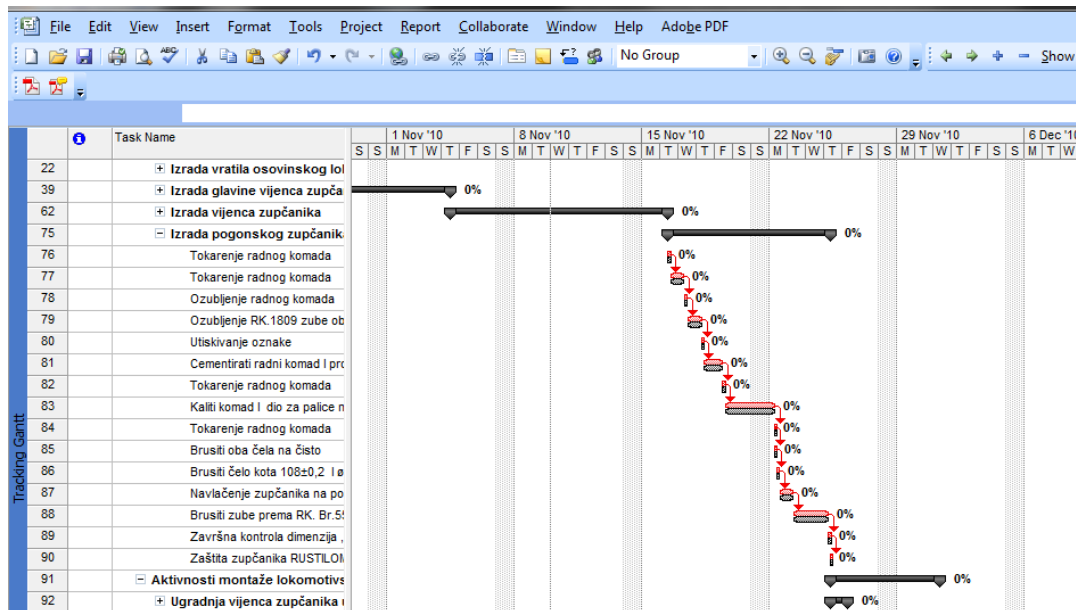 File Edit View Insert Format Tools Project Report Collaborate Window Help Adobe PDF
No Group Show
Task Name
1 Nov '10 8 Nov '10 15 Nov '10 22 Nov '10 29 Nov '10 6 Dec '10
S S M T W T F S S M T W T F S S M T W T F S S M T W T F S S M T W T F S S M T W
22 Izrada vratila osovinskog lol
39 Izrada glavine vijenca zupča 0%
62 Izrada vijenca zupčanika 0%
75 Izrada pogonskog zupčanik 0%
76 Tokarenje radnog komada 0%
77 Tokarenje radnog komada 0%
78 Ozubljenje radnog komada 0%
79 Ozubljenje RK.1809 zube ob 0%
80 Utiskivanje oznake 0%
81 Cementirati radni komad I pro 0%
82 Tokarenje radnog komada 0%
83 Kaliti komad I dio za palice n 0%
84 Tokarenje radnog komada 0%
85 Brusiti oba čela na čisto 0%
86 Brusiti čelo kota 108±0,2 I ø 0%
87 Navlačenje zupčanika na po 0%
88 Brusiti zube prema RK. Br.55 0%
89 Završna kontrola dimenzija , 0%
90 Zaštita zupčanika RUSTILOM 0%
91 Aktivnosti montaže lokomotivs 0%
92 Ugradnja vijenca zupčanika 0%
Tracking Gantt